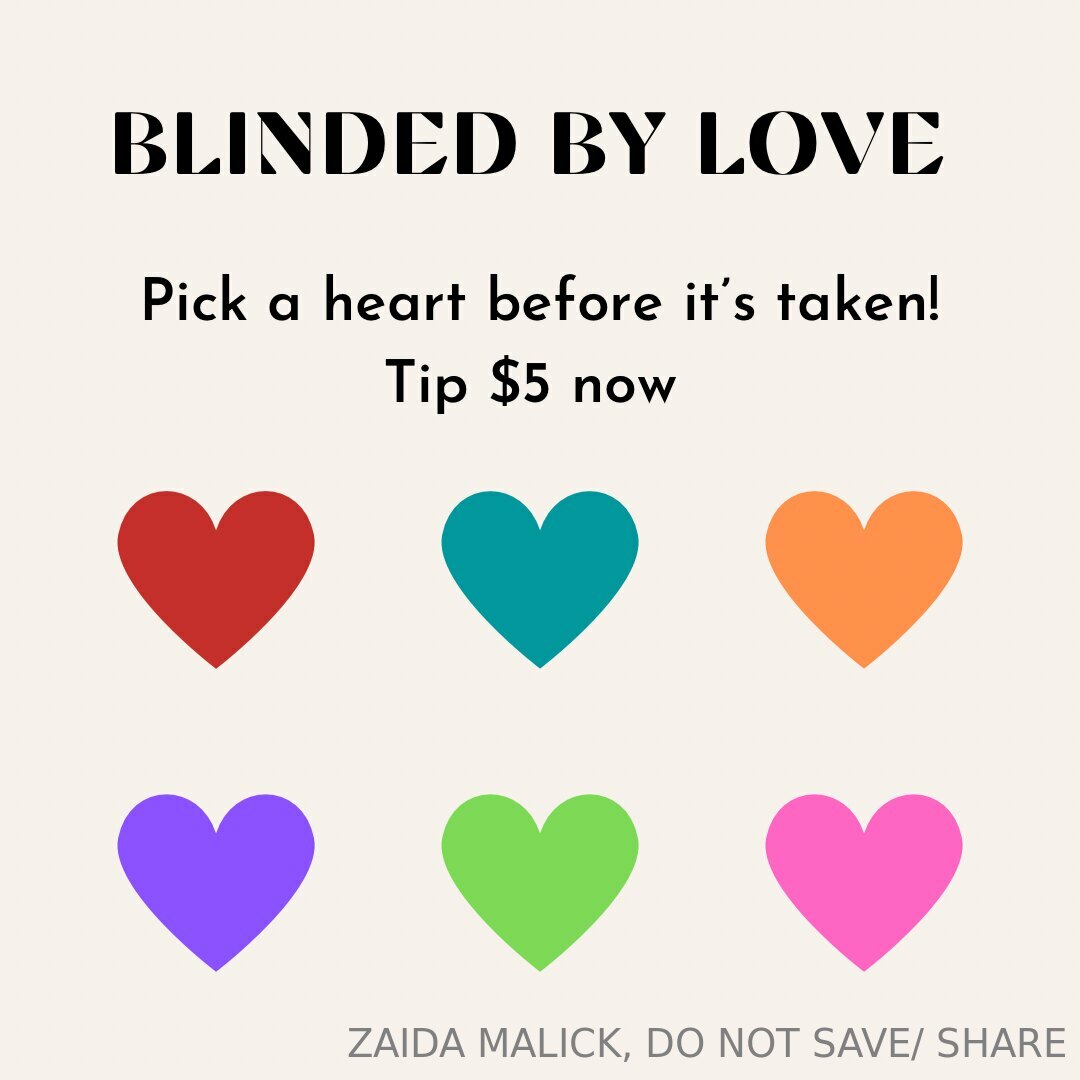 BLINDED BY LOVE
Pick a heart before it’s taken!
Tip $5 now
ZAIDA MALICK, DO NOT SAVE/ SHARE